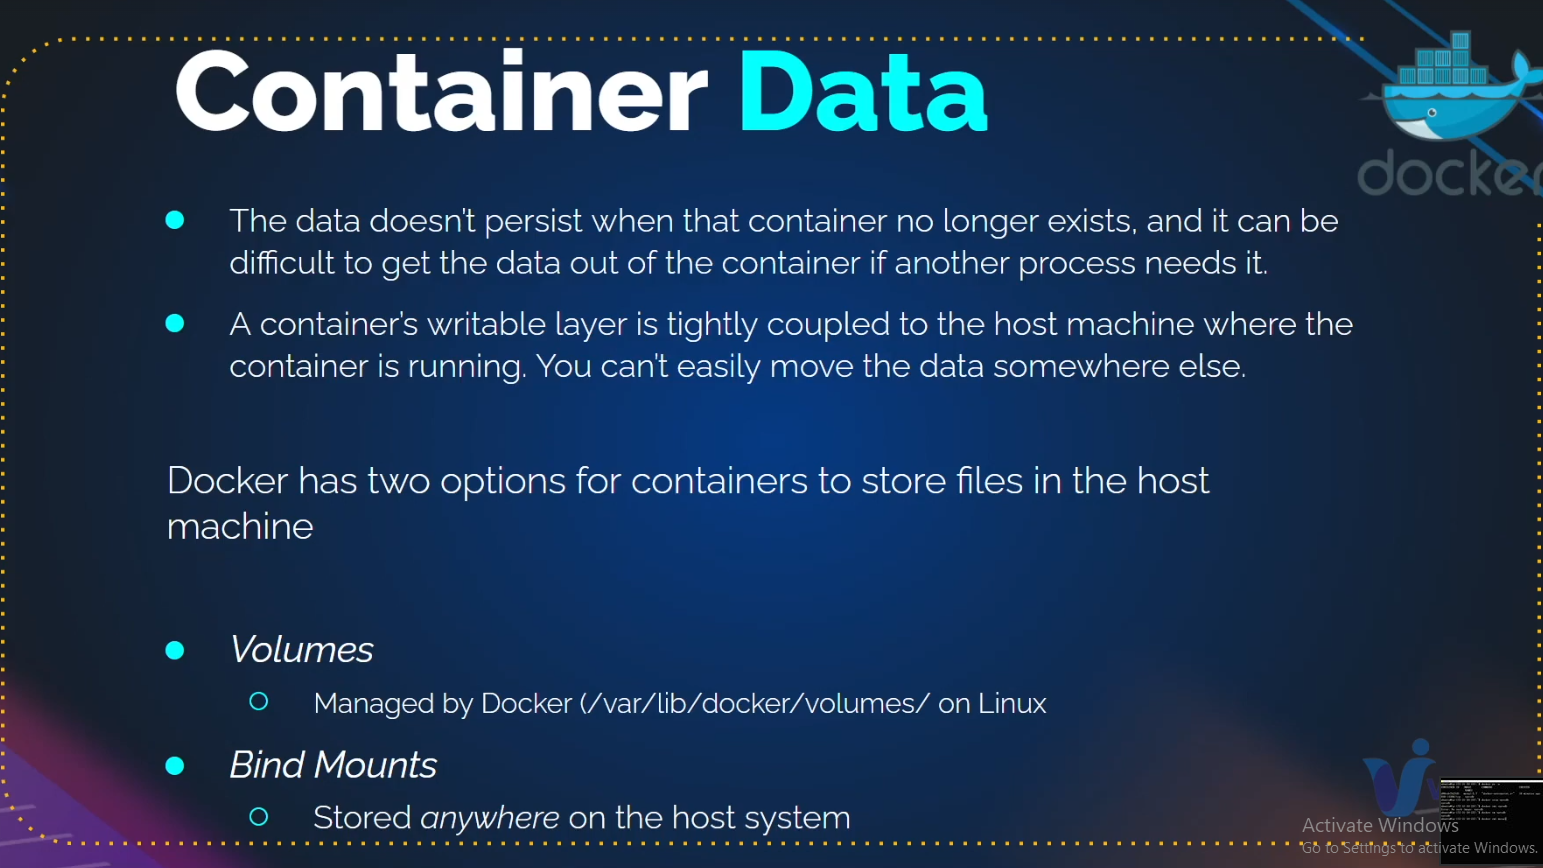 Container Data
docker
The data doesn't persist when that container no longer exists, and it can be
difficult to get the data out of the container if another process needs it.
A container's writable layer is tightly coupled to the host machine where the
container is running. You can't easily move the data somewhere else.
Docker has two options for containers to store files in the host
machine
Volumes
Managed by Docker (/var/lib/docker/volumes/ on Linux
Bind Mounts
Stored anywhere on the host system
Activate Windows
Go to Settings to activate Windows.